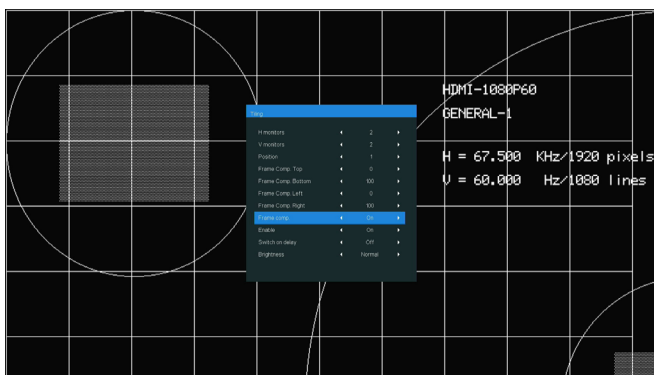 HDMI-1080P60
GENERAL-1
H = 67.500 KHz/1920 pixels
V = 60.000 Hz/1080 lines
Tiling
H monitors 2
V monitors 2
Position 1
Frame Comp. Top 0
Frame Comp. Bottom 100
Frame Comp. Left 0
Frame Comp. Right 100
Frame comp. On
Enable On
Switch on delay Off
Brightness Normal